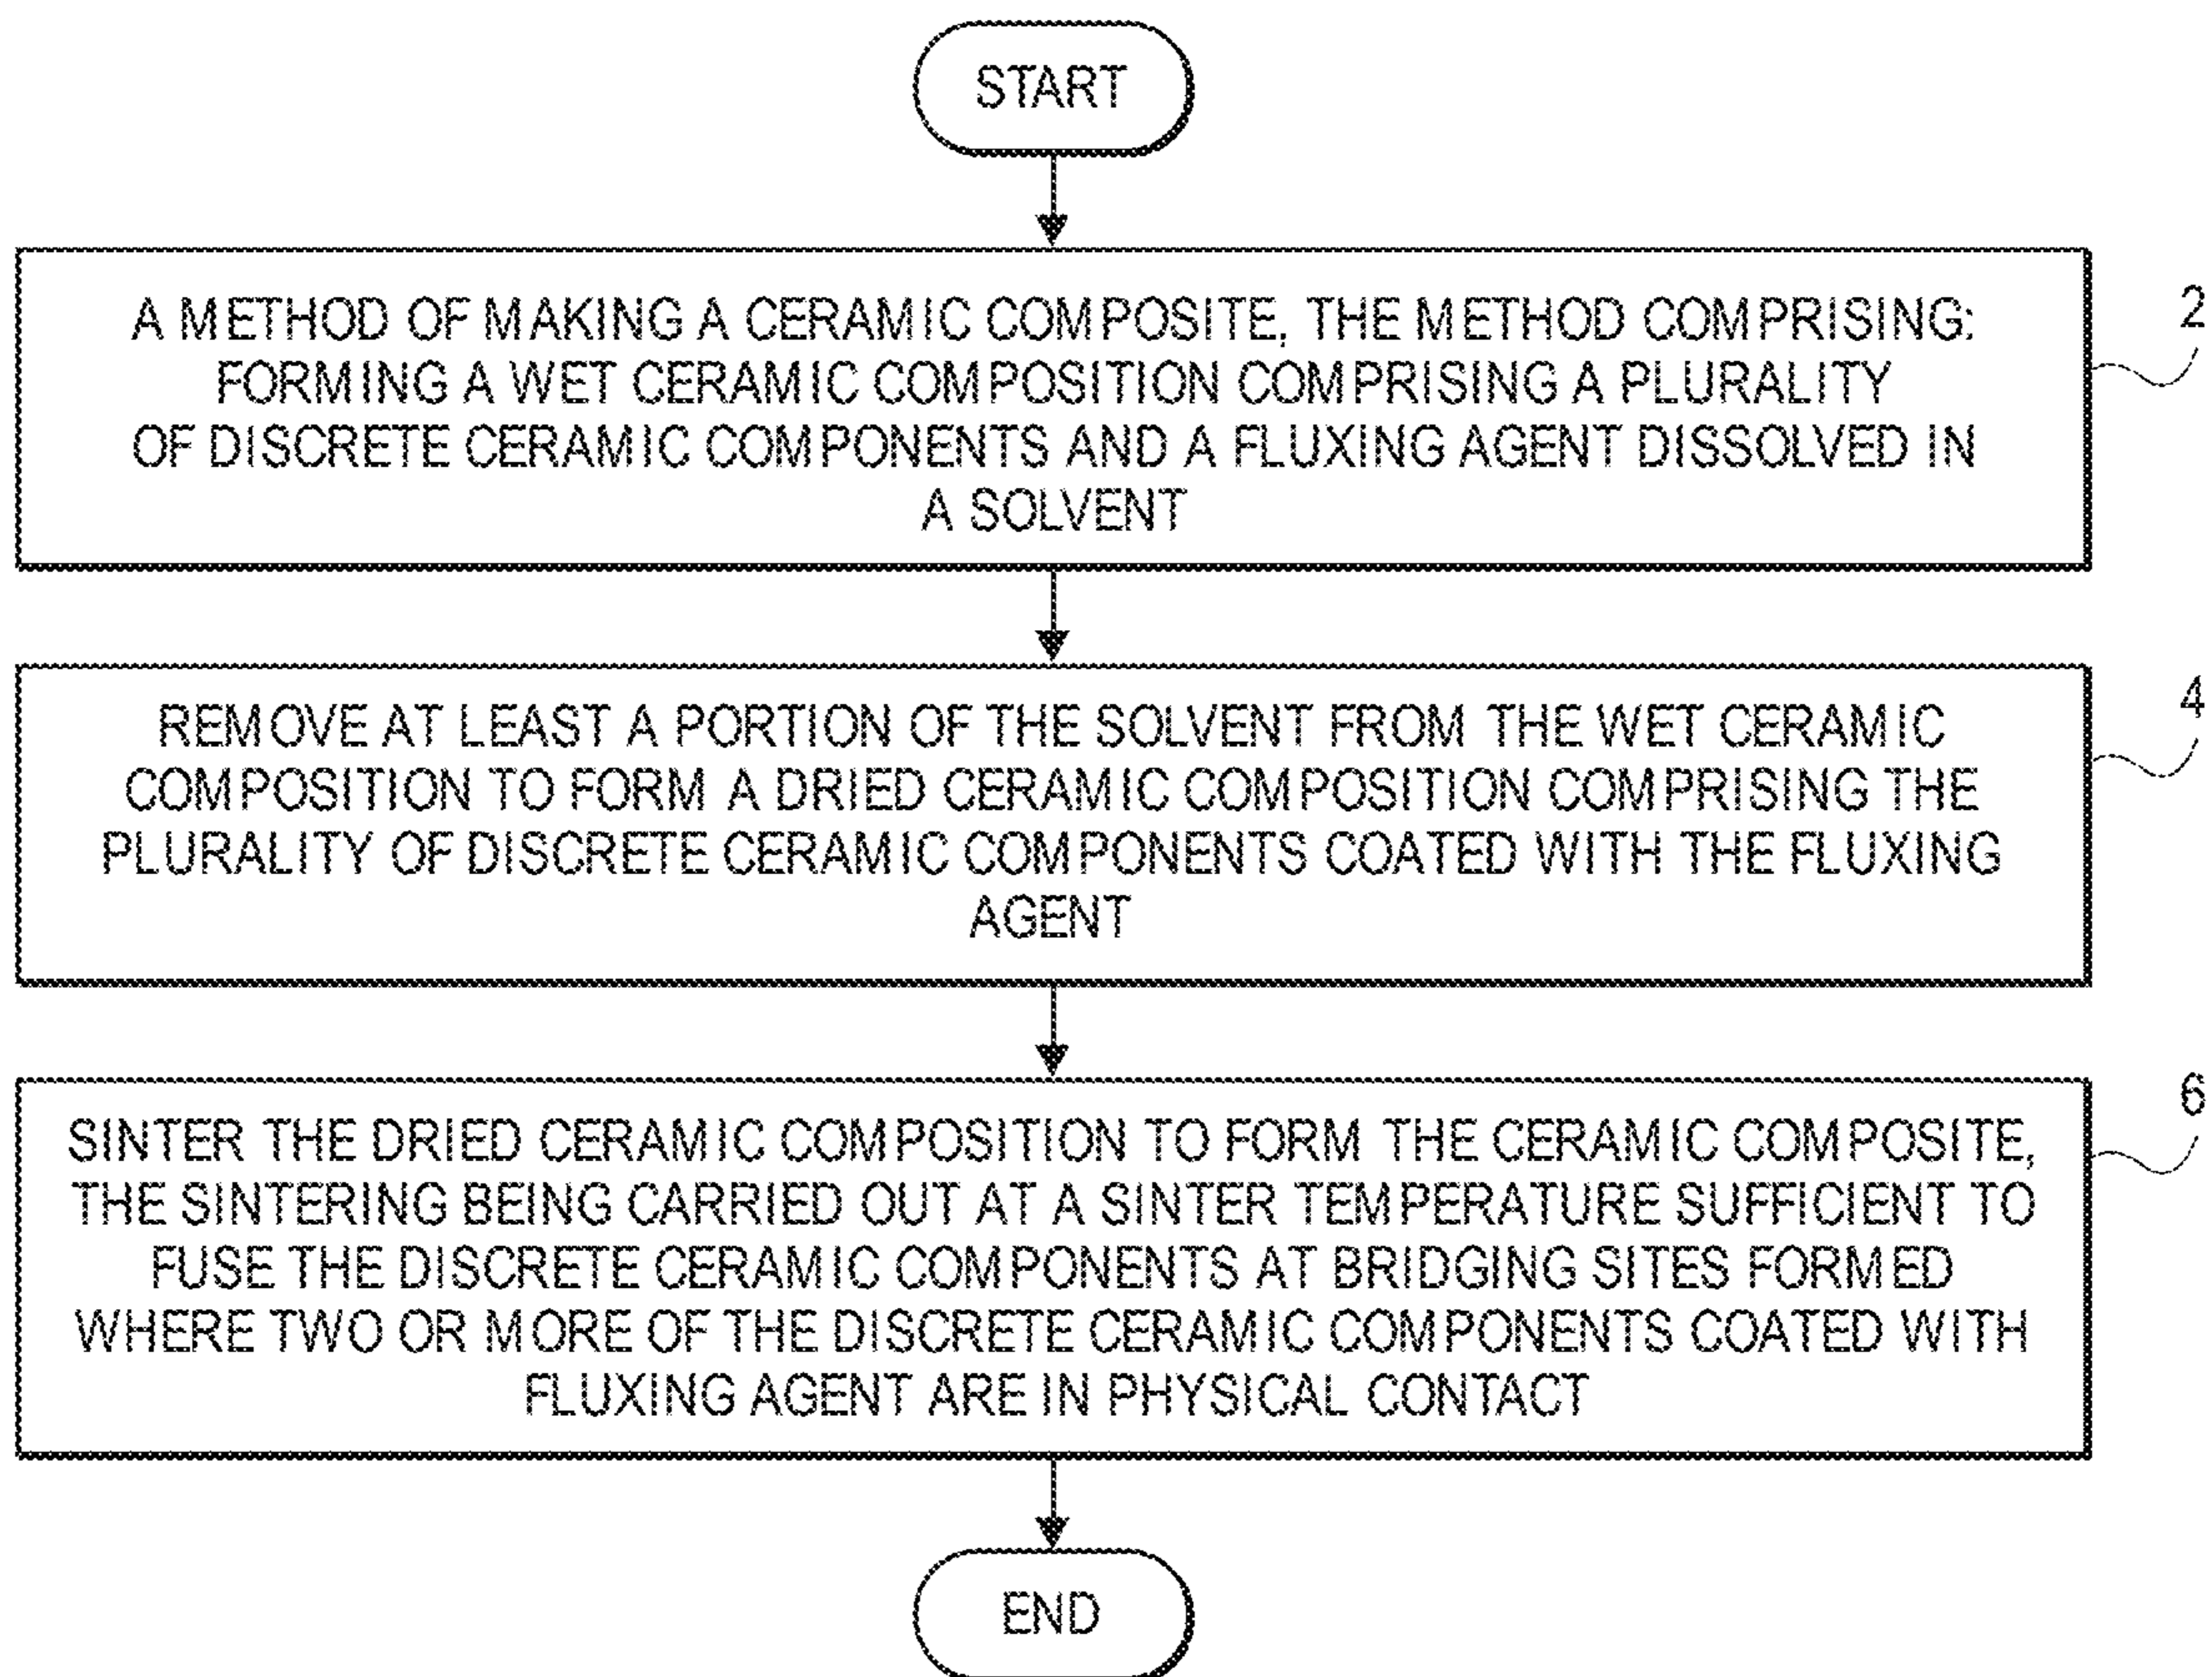 START
A METHOD OF MAKING A CERAMIC COMPOSITE, THE METHOD COMPRISING:
FORMING A WET CERAMIC COMPOSITION COMPRISING A PLURALITY
OF DISCRETE CERAMIC COMPONENTS AND A FLUXING AGENT DISSOLVED IN
A SOLVENT
2
REMOVE AT LEAST A PORTION OF THE SOLVENT FROM THE WET CERAMIC
COMPOSITION TO FORM A DRIED CERAMIC COMPOSITION COMPRISING THE
PLURALITY OF DISCRETE CERAMIC COMPONENTS COATED WITH THE FLUXING
AGENT
4
SINTER THE DRIED CERAMIC COMPOSITION TO FORM THE CERAMIC COMPOSITE,
THE SINTERING BEING CARRIED OUT AT A SINTER TEMPERATURE SUFFICIENT TO
FUSE THE DISCRETE CERAMIC COMPONENTS AT BRIDGING SITES FORMED
WHERE TWO OR MORE OF THE DISCRETE CERAMIC COMPONENTS COATED WITH
FLUXING AGENT ARE IN PHYSICAL CONTACT
6
END